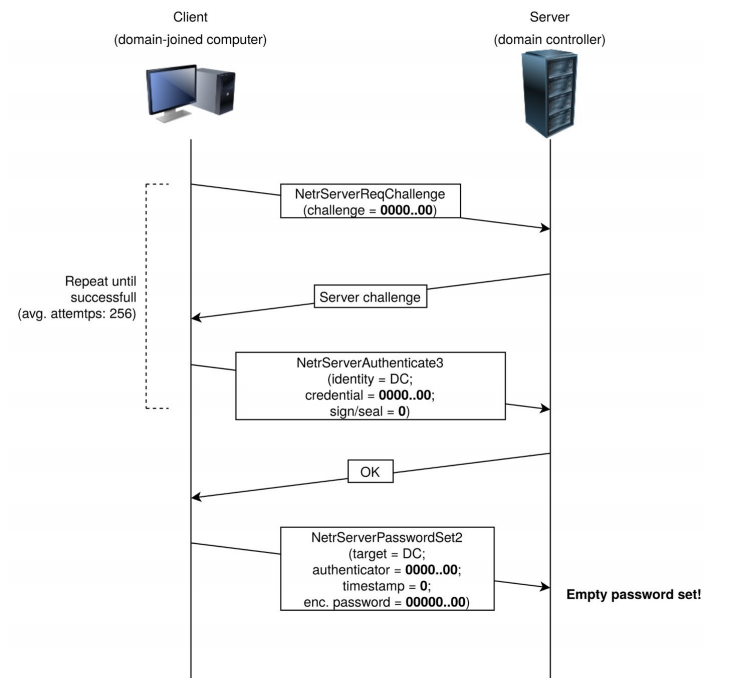 Client
(domain-joined computer)
Server
(domain controller)
NetrServerReqChallenge
(challenge = 0000..00)
Repeat until
successfull
(avg. attemtps: 256)
Server challenge
NetrServerAuthenticate3
(identity = DC;
credential = 0000..00;
sign/seal = 0)
OK
NetrServerPasswordSet2
(target = DC;
authenticator = 0000..00;
timestamp = 0;
enc. password = 00000..00)
Empty password set!